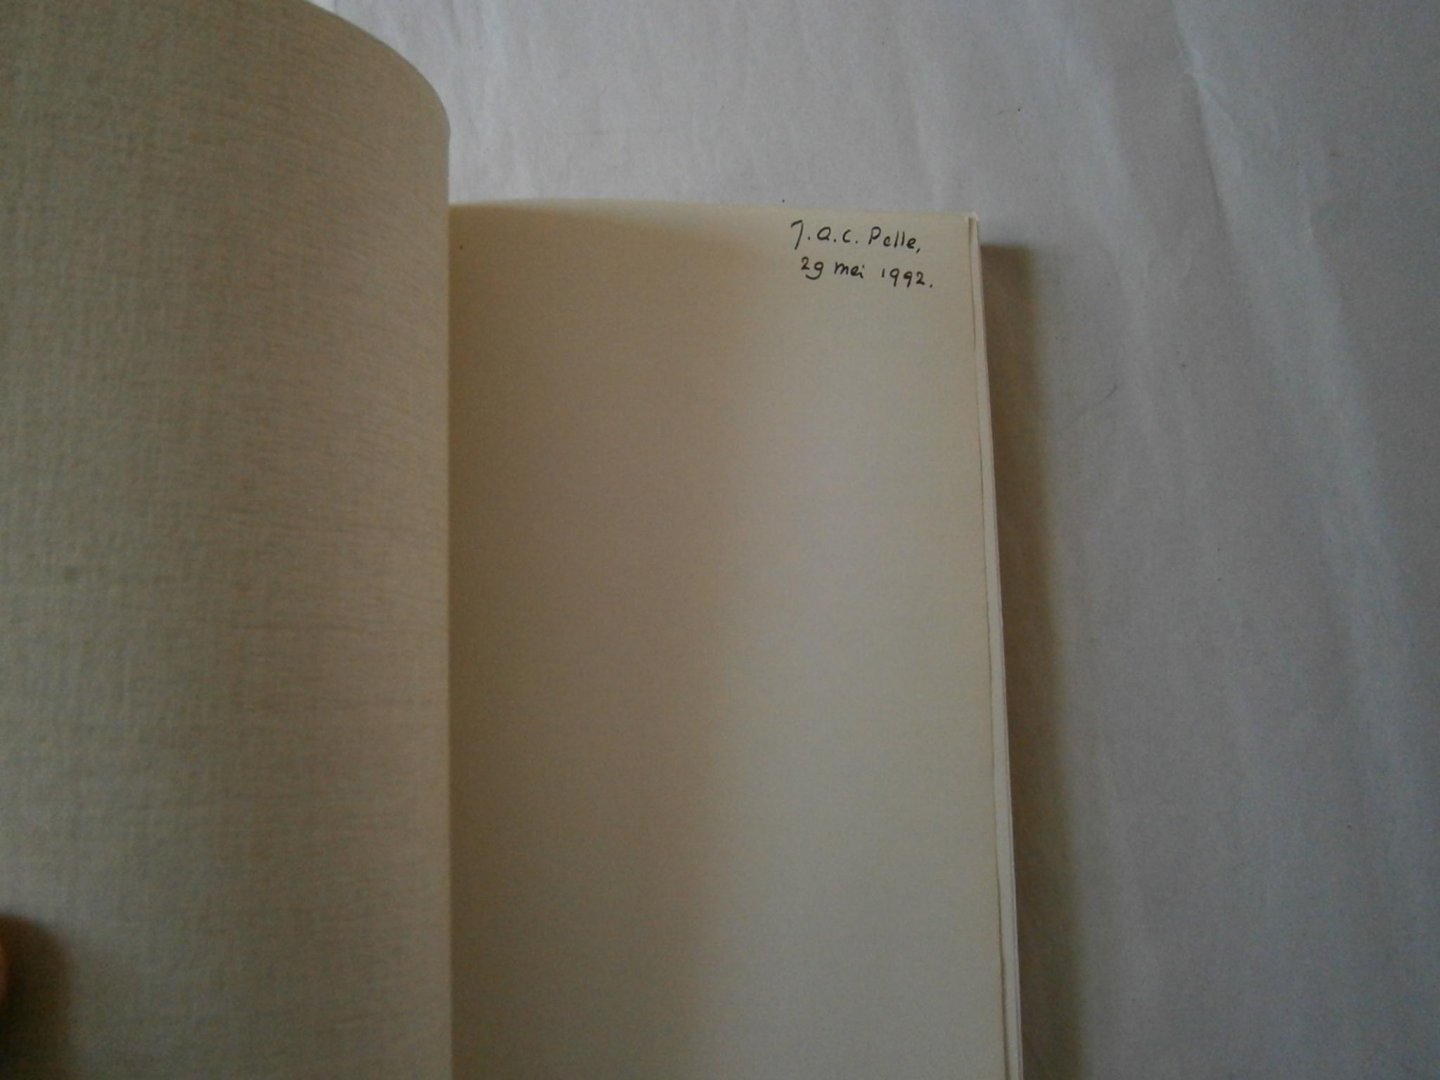 J.A.C. Pelle,
29 mei 1992.